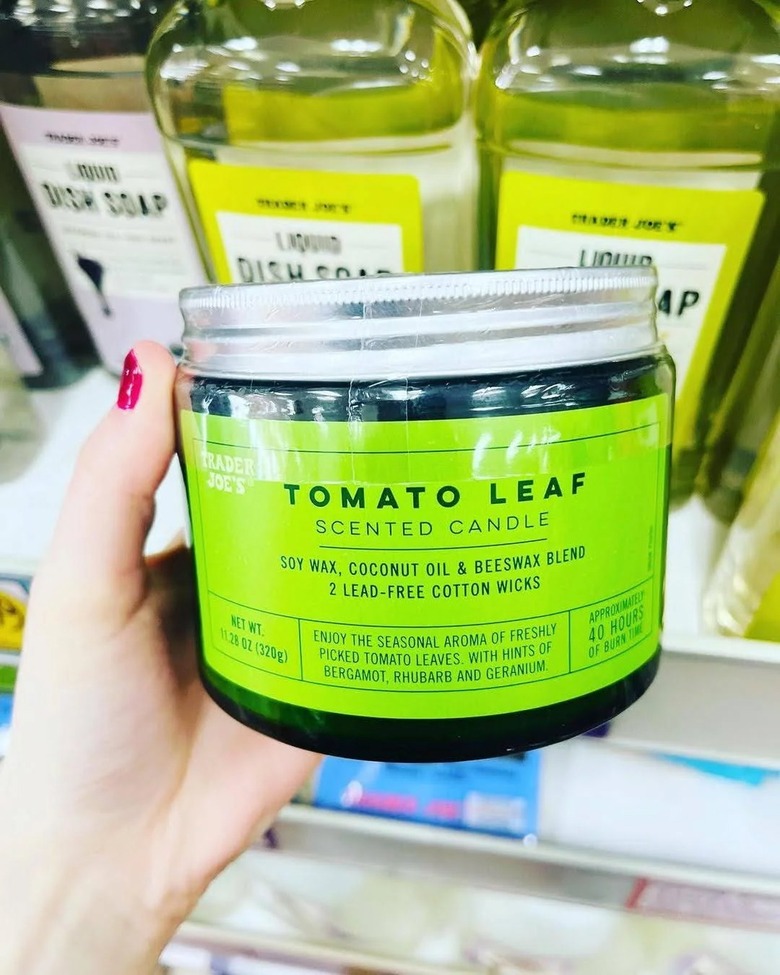 TRADER JOE'S
LIQUID
DISH SOAP
TRADER JOE'S
LIQUID
DISH SOAP
TRADER JOE'S
LIQUID
AP
TRADER
JOE'S
TOMATO LEAF
SCENTED CANDLE
SOY WAX, COCONUT OIL & BEESWAX BLEND
2 LEAD-FREE COTTON WICKS
NET WT.
11.28 OZ (320g)
ENJOY THE SEASONAL AROMA OF FRESHLY
PICKED TOMATO LEAVES. WITH HINTS OF
BERGAMOT, RHUBARB AND GERANIUM.
APPROXIMATELY
40 HOURS
OF BURN TIME